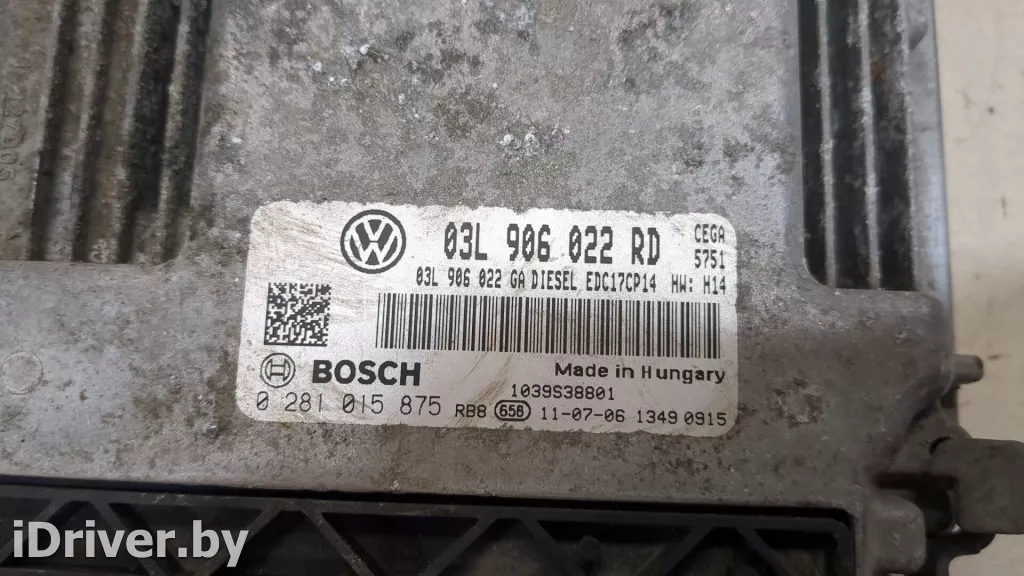 03L 906 022 RD
CEGA
5751
03L 906 022 GA DIESEL EDC17CP14 HW: H14
BOSCH
Made in Hungary
1039S38801
0 281 015 875 RB8 65B 11-07-06 1349 0915
iDriver.by